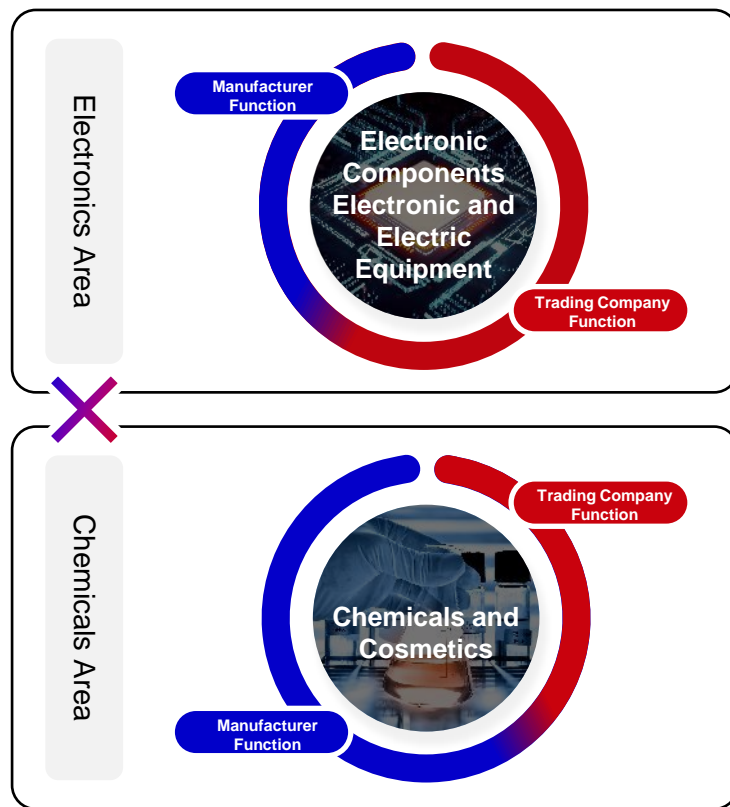 Electronics Area
Manufacturer
Function
Electronic
Components
Electronic and
Electric
Equipment
Trading Company
Function
Chemicals Area
Trading Company
Function
Chemicals and
Cosmetics
Manufacturer
Function